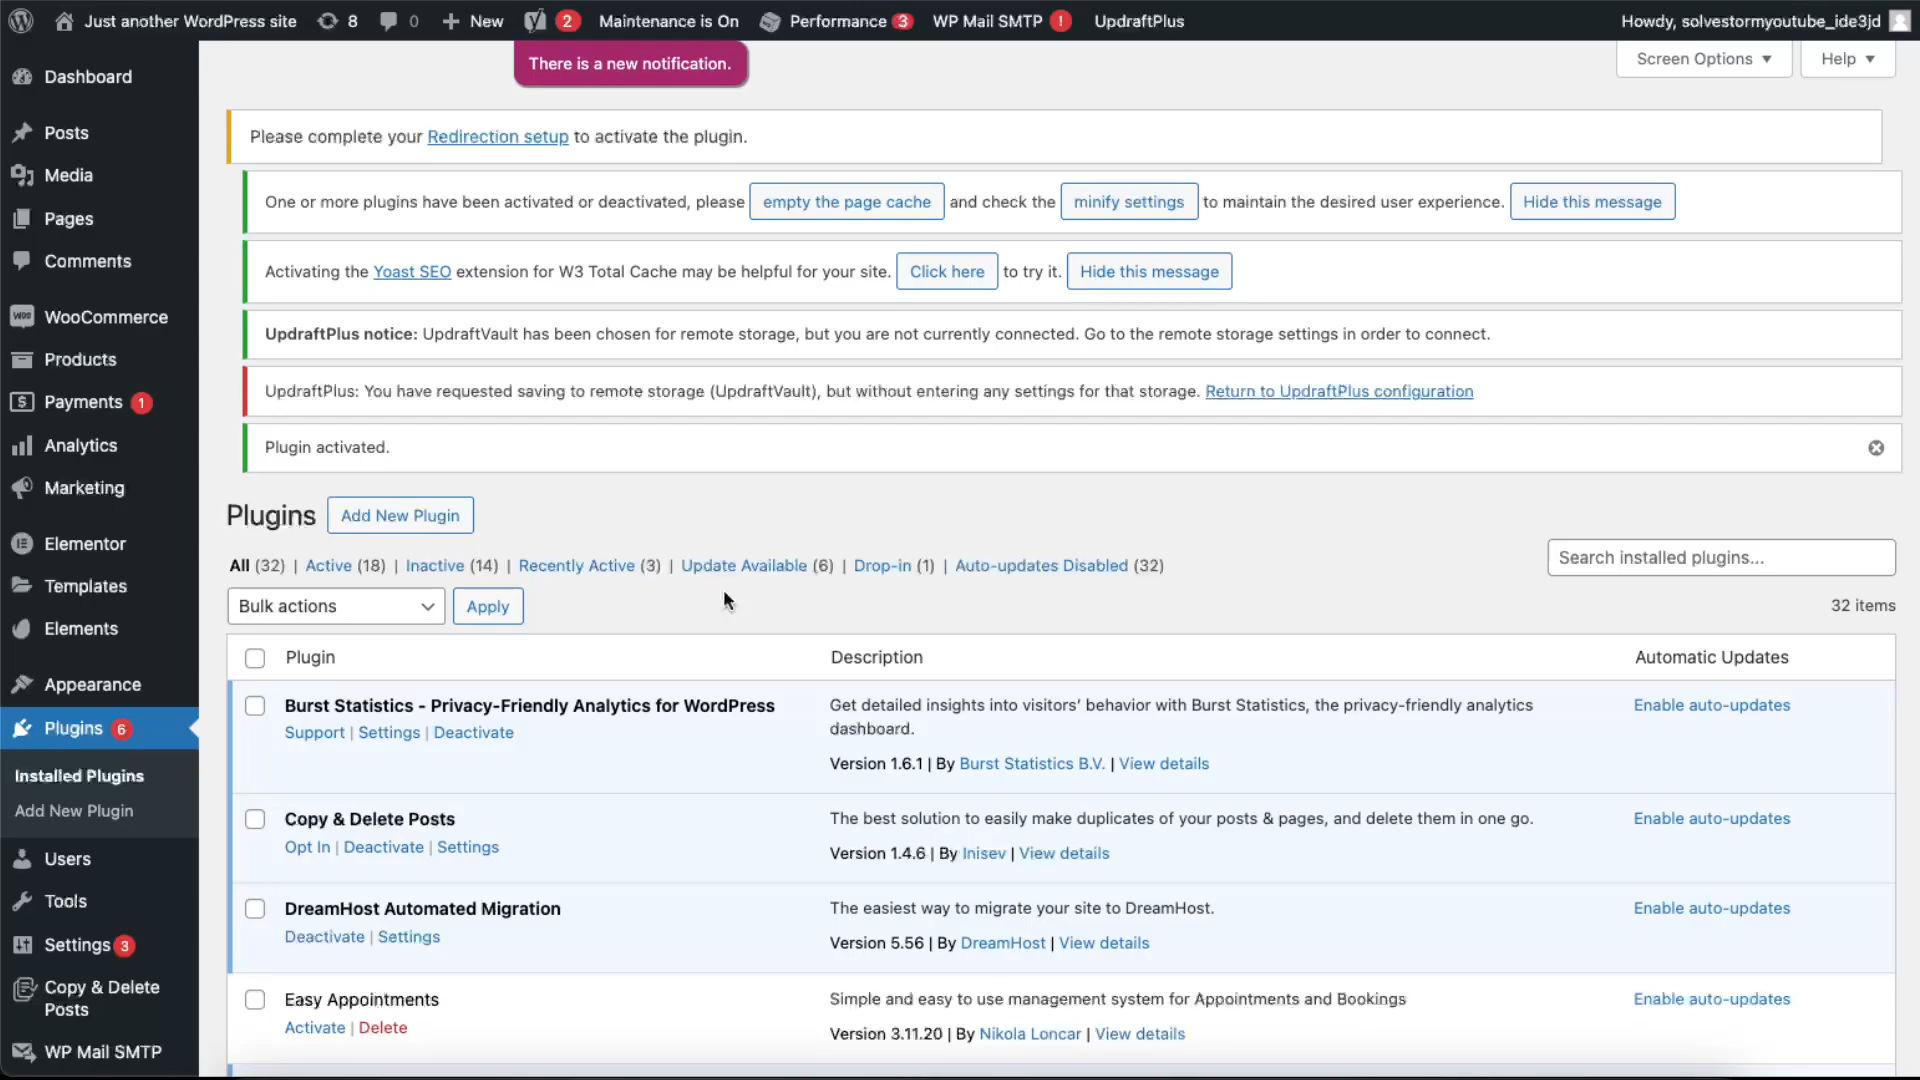 Just another WordPress site 8 0 New 2 Maintenance is On Performance 3 WP Mail SMTP ! UpdraftPlus Howdy, solvestormyoutube_ide3jd
There is a new notification.
Screen Options ▼ Help ▼
Dashboard
Posts
Media
Pages
Comments
WooCommerce
Products
Payments 1
Analytics
Marketing
Elementor
Templates
Elements
Appearance
Plugins 6
Installed Plugins
Add New Plugin
Users
Tools
Settings 3
Copy & Delete
Posts
WP Mail SMTP
Please complete your Redirection setup to activate the plugin.
One or more plugins have been activated or deactivated, please empty the page cache and check the minify settings to maintain the desired user experience. Hide this message
Activating the Yoast SEO extension for W3 Total Cache may be helpful for your site. Click here to try it. Hide this message
UpdraftPlus notice: UpdraftVault has been chosen for remote storage, but you are not currently connected. Go to the remote storage settings in order to connect.
UpdraftPlus: You have requested saving to remote storage (UpdraftVault), but without entering any settings for that storage. Return to UpdraftPlus configuration
Plugin activated.
Plugins Add New Plugin
All (32) | Active (18) | Inactive (14) | Recently Active (3) | Update Available (6) | Drop-in (1) | Auto-updates Disabled (32)
Search installed plugins...
Bulk actions Apply
32 items
Plugin Description Automatic Updates
Burst Statistics - Privacy-Friendly Analytics for WordPress
Support | Settings | Deactivate
Get detailed insights into visitors' behavior with Burst Statistics, the privacy-friendly analytics
dashboard.
Version 1.6.1 | By Burst Statistics B.V. | View details
Enable auto-updates
Copy & Delete Posts
Opt In | Deactivate | Settings
The best solution to easily make duplicates of your posts & pages, and delete them in one go.
Version 1.4.6 | By Inisev | View details
Enable auto-updates
DreamHost Automated Migration
Deactivate | Settings
The easiest way to migrate your site to DreamHost.
Version 5.56 | By DreamHost | View details
Enable auto-updates
Easy Appointments
Activate | Delete
Simple and easy to use management system for Appointments and Bookings
Version 3.11.20 | By Nikola Loncar | View details
Enable auto-updates